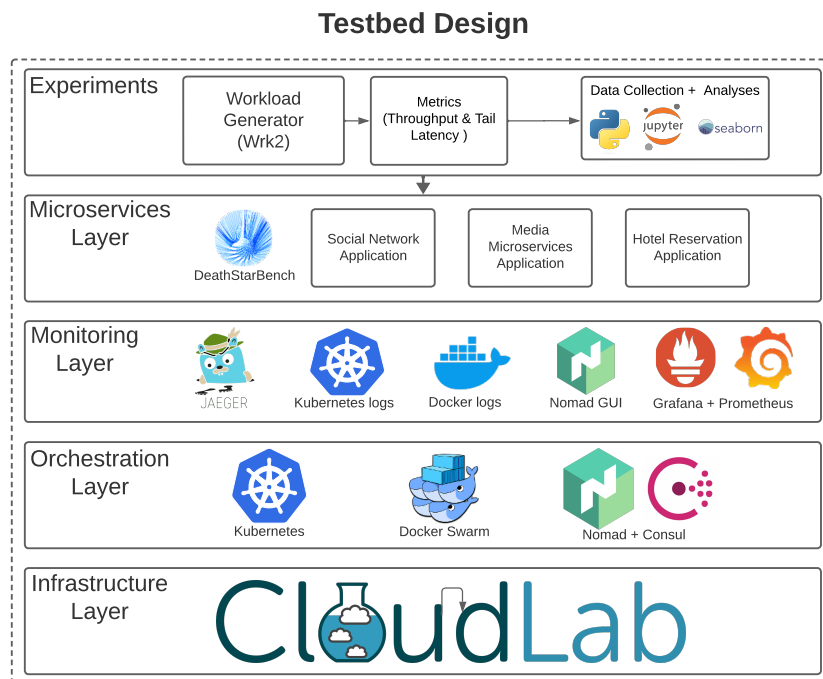 Testbed Design
Experiments
Workload
Generator
(Wrk2)
Metrics
(Throughput & Tail
Latency )
Data Collection + Analyses
jupyter
seaborn
Microservices
Layer
DeathStarBench
Social Network
Application
Media
Microservices
Application
Hotel Reservation
Application
Monitoring
Layer
JAEGER
Kubernetes logs
Docker logs
Nomad GUI
Grafana + Prometheus
Orchestration
Layer
Kubernetes
Docker Swarm
Nomad + Consul
Infrastructure
Layer
CloudLab